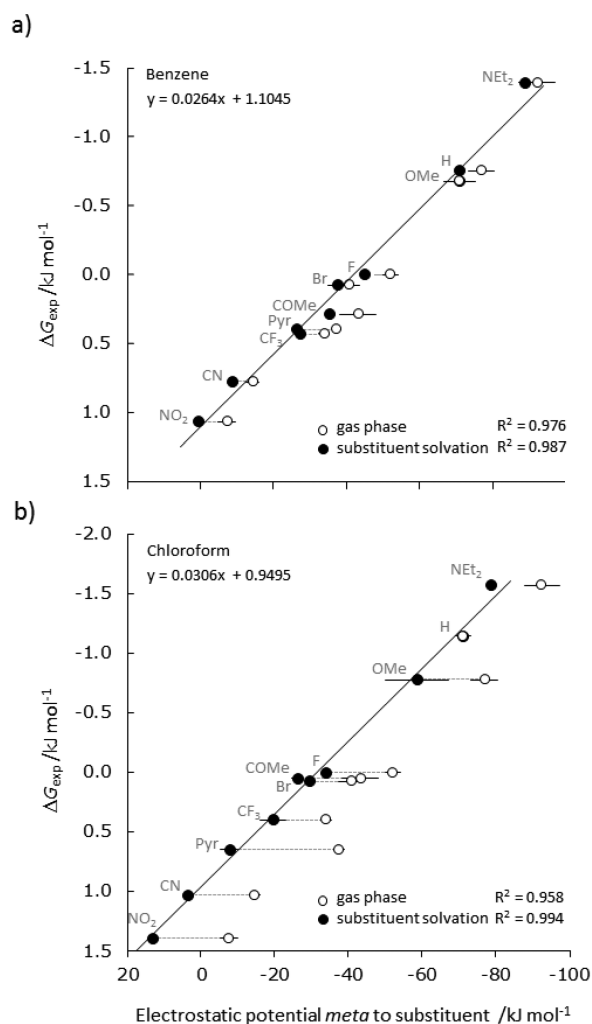 a)
-1.5
-1.0
-0.5
0.0
0.5
1.0
1.5
ΔGexp /kJ mol-1
Benzene
y = 0.0264x + 1.1045
NEt2
H
OMe
F
Br
COMe
Pyr
CF3
CN
NO2
gas phase R2 = 0.976
substituent solvation R2 = 0.987
b)
-2.0
-1.5
-1.0
-0.5
0.0
0.5
1.0
1.5
ΔGexp /kJ mol-1
Chloroform
y = 0.0306x + 0.9495
NEt2
H
OMe
F
COMe
Br
CF3
Pyr
CN
NO2
gas phase R2 = 0.958
substituent solvation R2 = 0.994
20 0 -20 -40 -60 -80 -100
Electrostatic potential meta to substituent /kJ mol-1